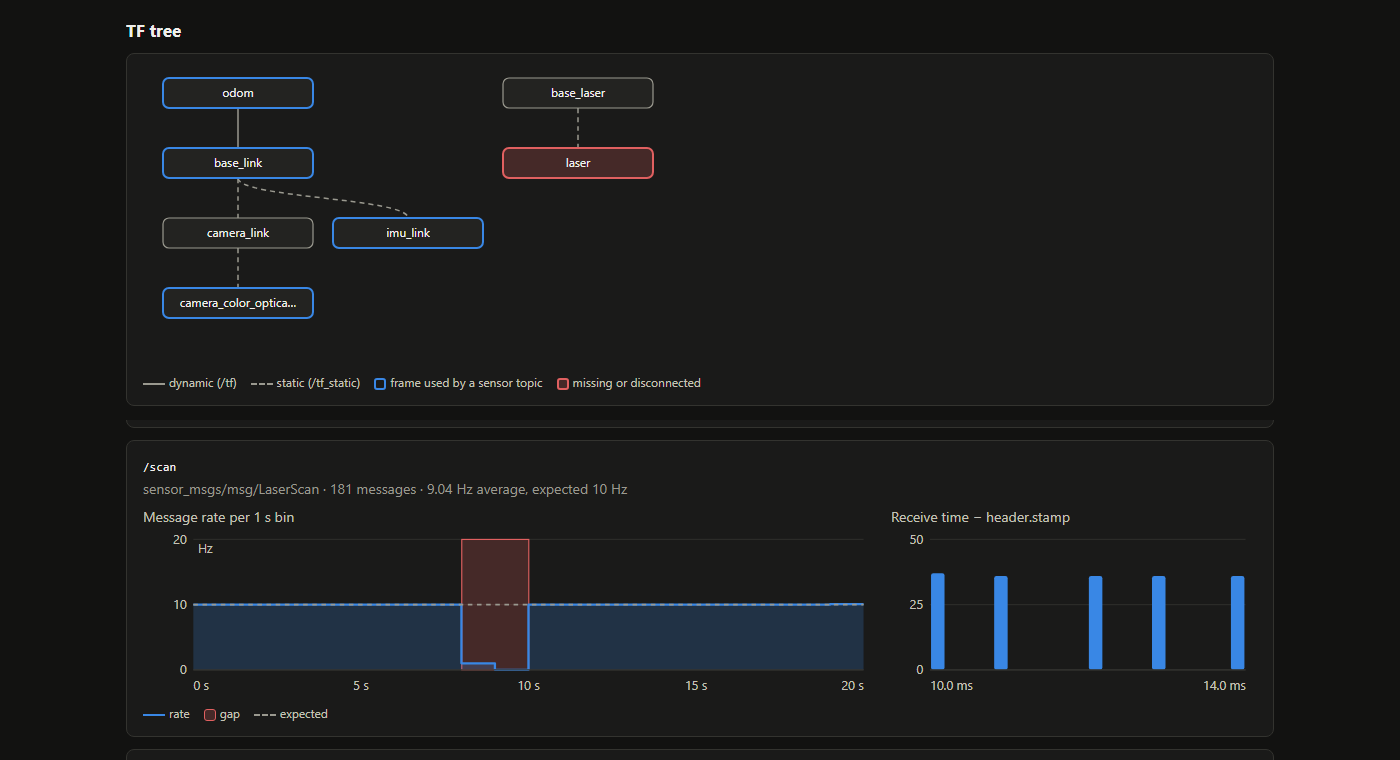 TF tree
odom
base_laser
base_link
laser
camera_link
imu_link
camera_color_optica...
dynamic (/tf) static (/tf_static) frame used by a sensor topic missing or disconnected
/scan
sensor_msgs/msg/LaserScan · 181 messages · 9.04 Hz average, expected 10 Hz
Message rate per 1 s bin
20
Hz
10
0
0 s 5 s 10 s 15 s 20 s
rate gap expected
Receive time − header.stamp
50
25
0
10.0 ms 14.0 ms